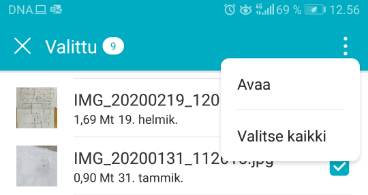 DNA 69 % 12.56
Valittu 9
Avaa
IMG_20200219_120
1,69 Mt 19. helmik.
Valitse kaikki
IMG_20200131_112
0,90 Mt 31. tammik.